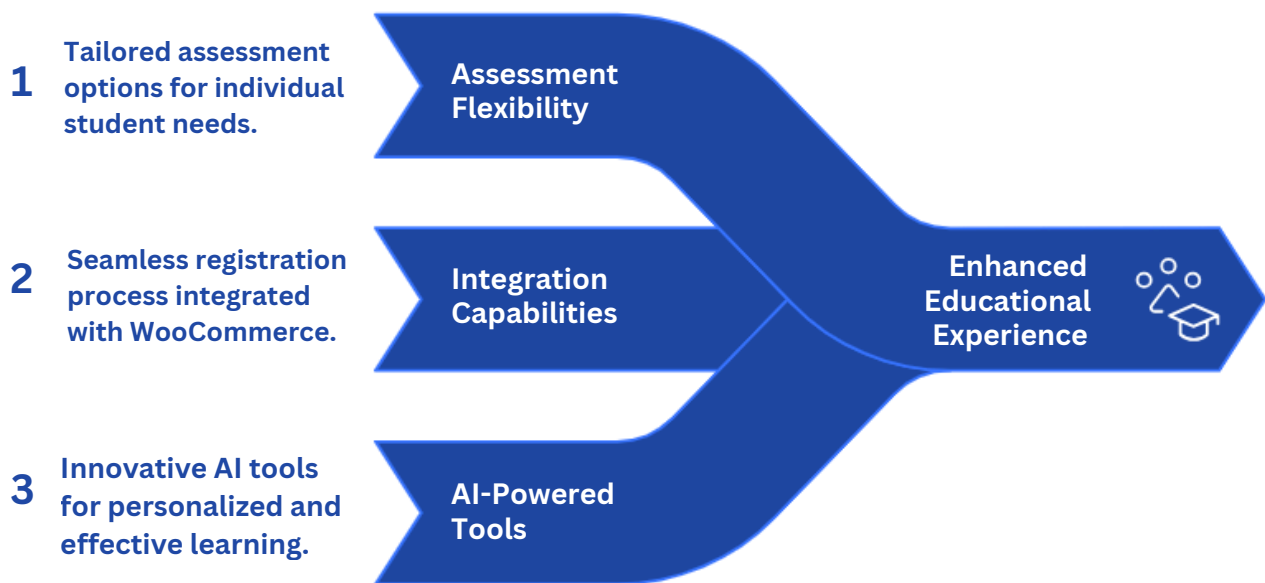 1
Tailored assessment
options for individual
student needs.
Assessment
Flexibility
2
Seamless registration
process integrated
with WooCommerce.
Integration
Capabilities
3
Innovative AI tools
for personalized and
effective learning.
AI-Powered
Tools
Enhanced
Educational
Experience